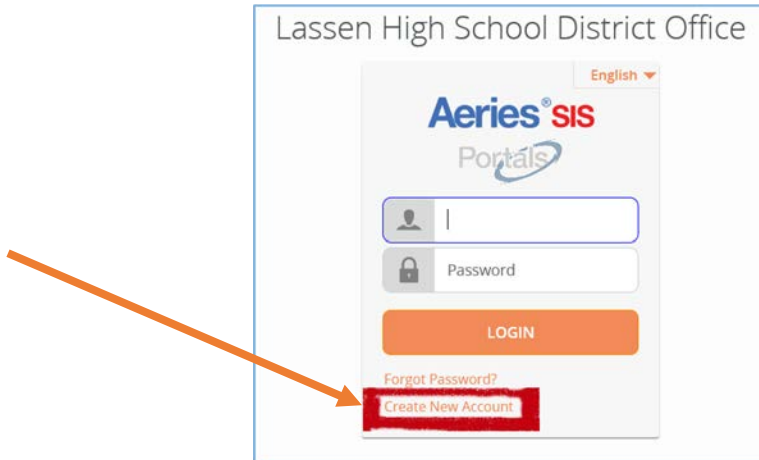 Lassen High School District Office
English
Aeries® SIS
Portals
Password
LOGIN
Forgot Password?
Create New Account